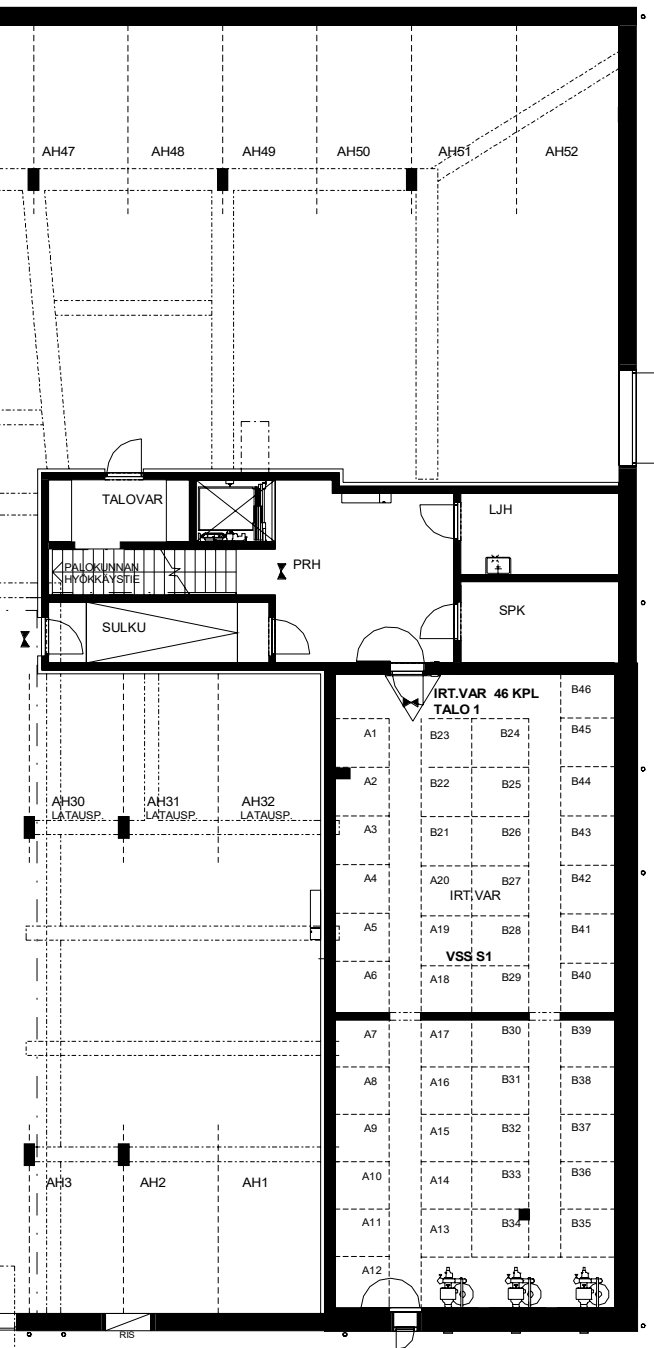 AH47 AH48 AH49 AH50 AH51 AH52
TALOVAR
LJH
PALOKUNNAN
HYÖKKÄYSTIE
PRH
SPK
SULKU
IRT.VAR 46 KPL
TALO 1
B46
A1 B23 B24 B45
A2 B22 B25 B44
AH30 AH31 AH32
LATAUSP. LATAUSP. LATAUSP.
A3 B21 B26 B43
A4 A20 B27 B42
IRT.VAR
A5 A19 B28 B41
VSS S1
A6 A18 B29 B40
A7 A17 B30 B39
A8 A16 B31 B38
A9 A15 B32 B37
A10 A14 B33 B36
AH3 AH2 AH1
A11 A13 B34 B35
A12
RIS